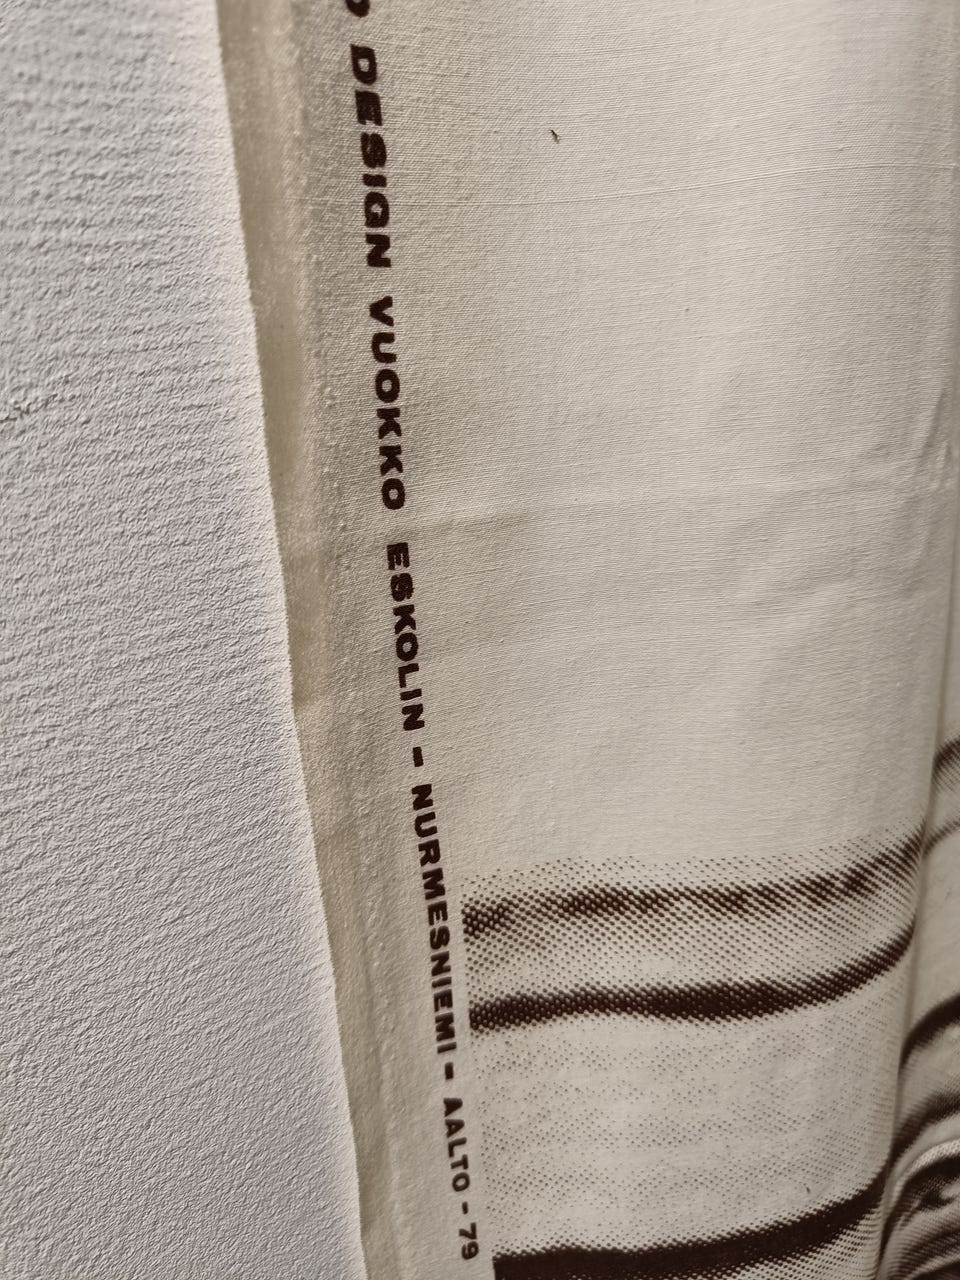 DESIGN VUOKKO ESKOLIN - NURMESNIEMI - AALTO - 79